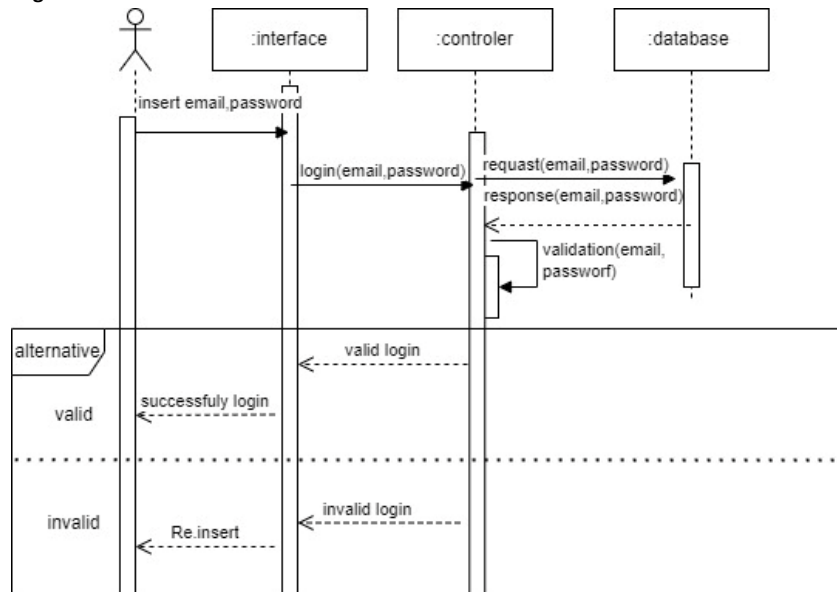 :interface
:controler
:database
insert email,password
login(email,password)
requast(email,password)
response(email,password)
validation(email,
passworf)
alternative
valid login
successfuly login
valid
invalid login
invalid
Re.insert